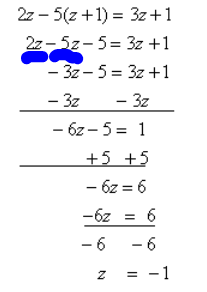 2z − 5(z + 1) = 3z + 1
2z − 5z − 5 = 3z + 1
− 3z − 5 = 3z + 1
− 3z − 3z
− 6z − 5 = 1
+ 5 + 5
− 6z = 6
−6z = 6
− 6 − 6
z = − 1